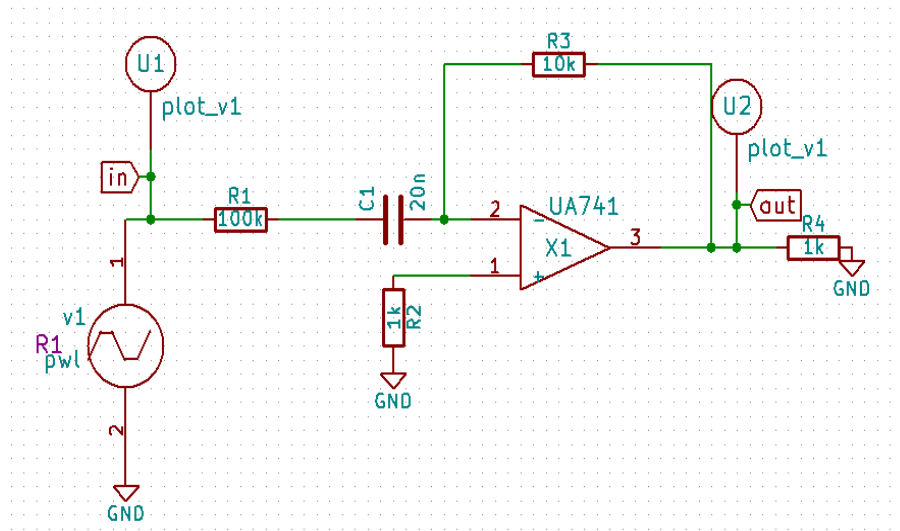 U1
plot_v1
in
R1
100k
C1
20n
R3
10k
2
UA741
X1
1
3
U2
plot_v1
out
R4
1k
GND
1k
R2
GND
1
v1
R1
pwl
2
GND